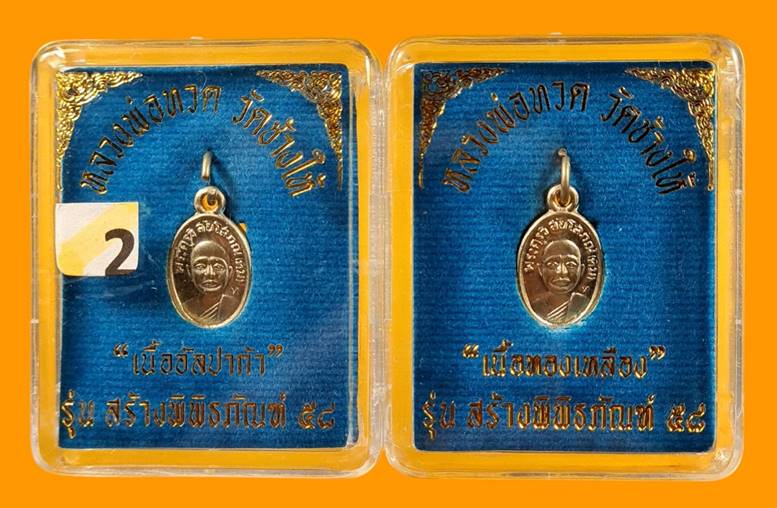 หลวงพ่อทวด วัดช้างให้
2
"เนื้ออัลปาก้า"
รุ่น สร้างพิพิธภัณฑ์ ๕๘
หลวงพ่อทวด วัดช้างให้
"เนื้อทองเหลือง"
รุ่น สร้างพิพิธภัณฑ์ ๕๘